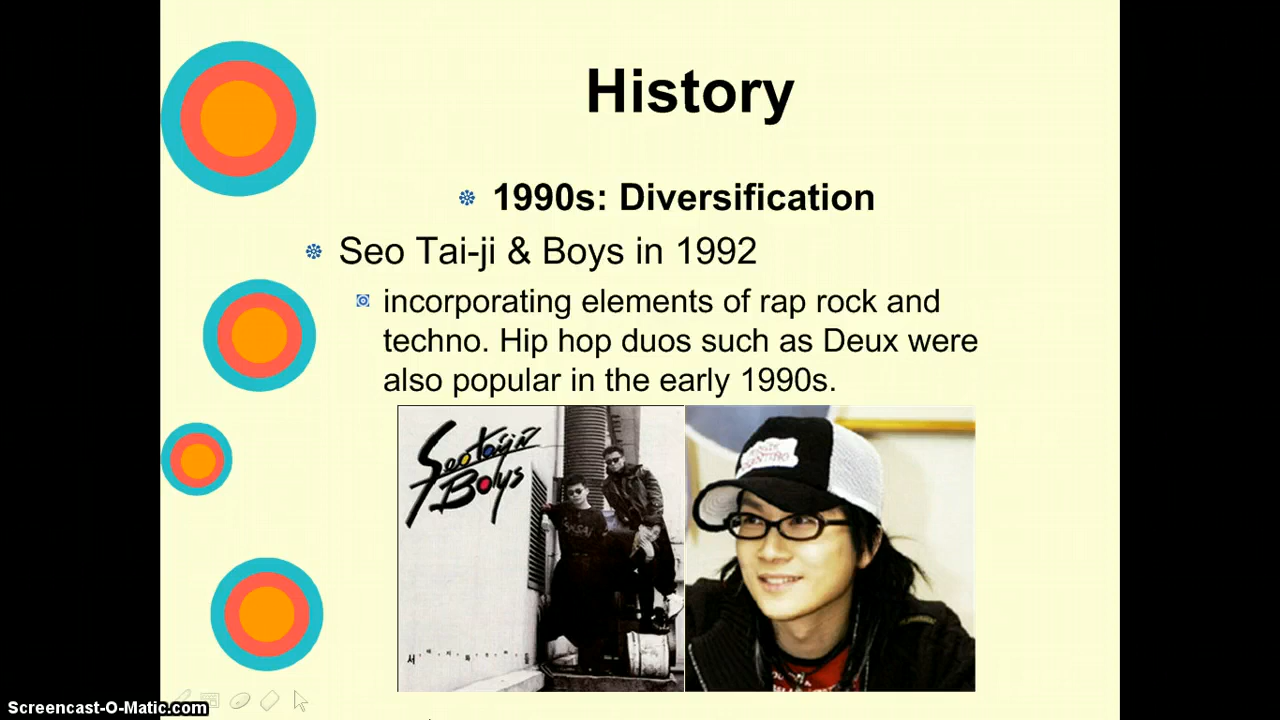 History
1990s: Diversification
Seo Tai-ji & Boys in 1992
incorporating elements of rap rock and
techno. Hip hop duos such as Deux were
also popular in the early 1990s.
Seotaiji n
Boys
Screencast-O-Matic.com